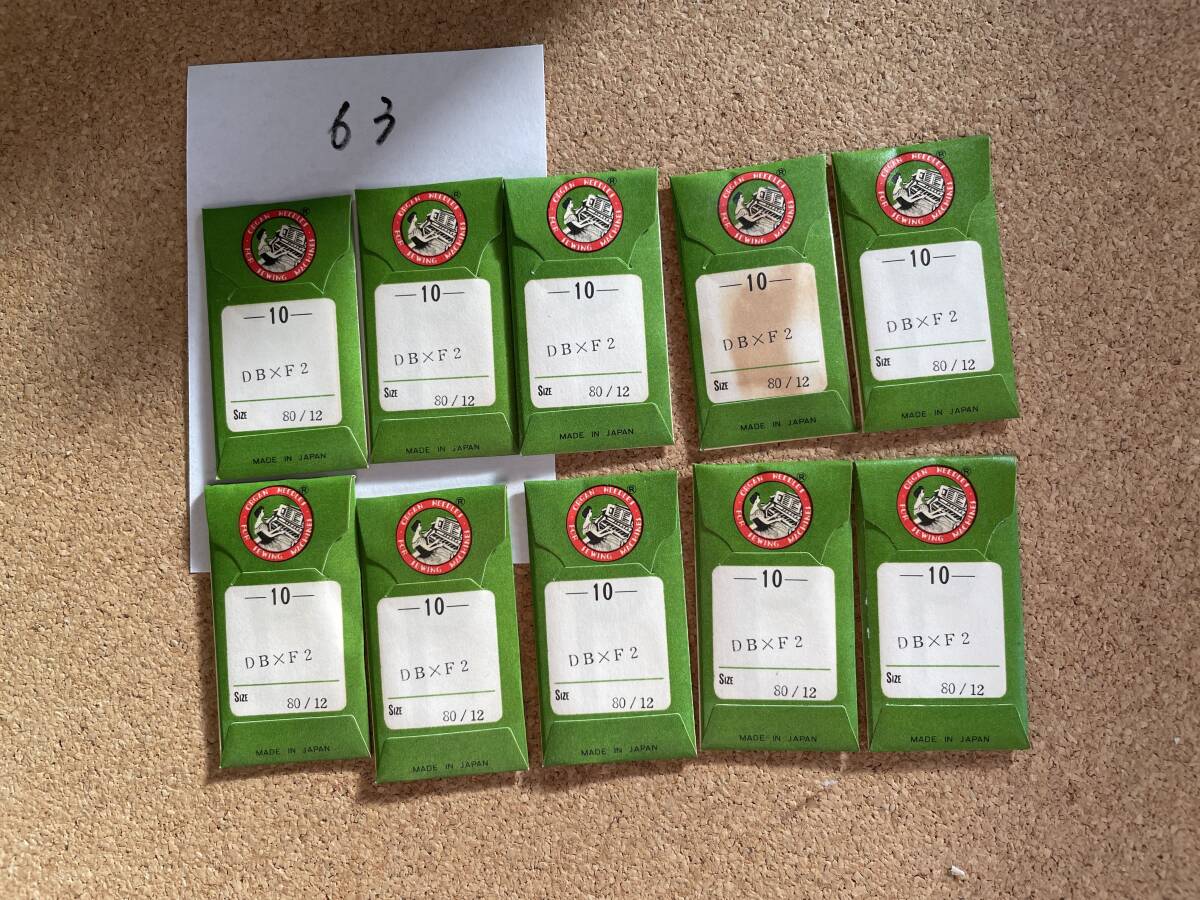 63
ORGAN NEEDLES
FOR SEWING MACHINES
®
—10—
DB×F2
SIZE 80/12
MADE IN JAPAN
ORGAN NEEDLES
FOR SEWING MACHINES
®
—10—
DB×F2
SIZE 80/12
MADE IN JAPAN
ORGAN NEEDLES
FOR SEWING MACHINES
®
—10—
DB×F2
SIZE 80/12
MADE IN JAPAN
ORGAN NEEDLES
FOR SEWING MACHINES
®
—10—
DB×F2
SIZE 80/12
ORGAN NEEDLES
FOR SEWING MACHINES
®
—10—
DB×F2
SIZE 80/12
MADE IN JAPAN
ORGAN NEEDLES
FOR SEWING MACHINES
®
—10—
DB×F2
SIZE 80/12
MADE IN JAPAN
ORGAN NEEDLES
FOR SEWING MACHINES
®
—10—
DB×F2
SIZE 80/12
MADE IN JAPAN
ORGAN NEEDLES
FOR SEWING MACHINES
®
—10—
DB×F2
SIZE 80/12
MADE IN JAPAN
ORGAN NEEDLES
FOR SEWING MACHINES
®
—10—
DB×F2
SIZE 80/12
MADE IN JAPAN
ORGAN NEEDLES
FOR SEWING MACHINES
®
—10—
DB×F2
SIZE 80/12
MADE IN JAPAN